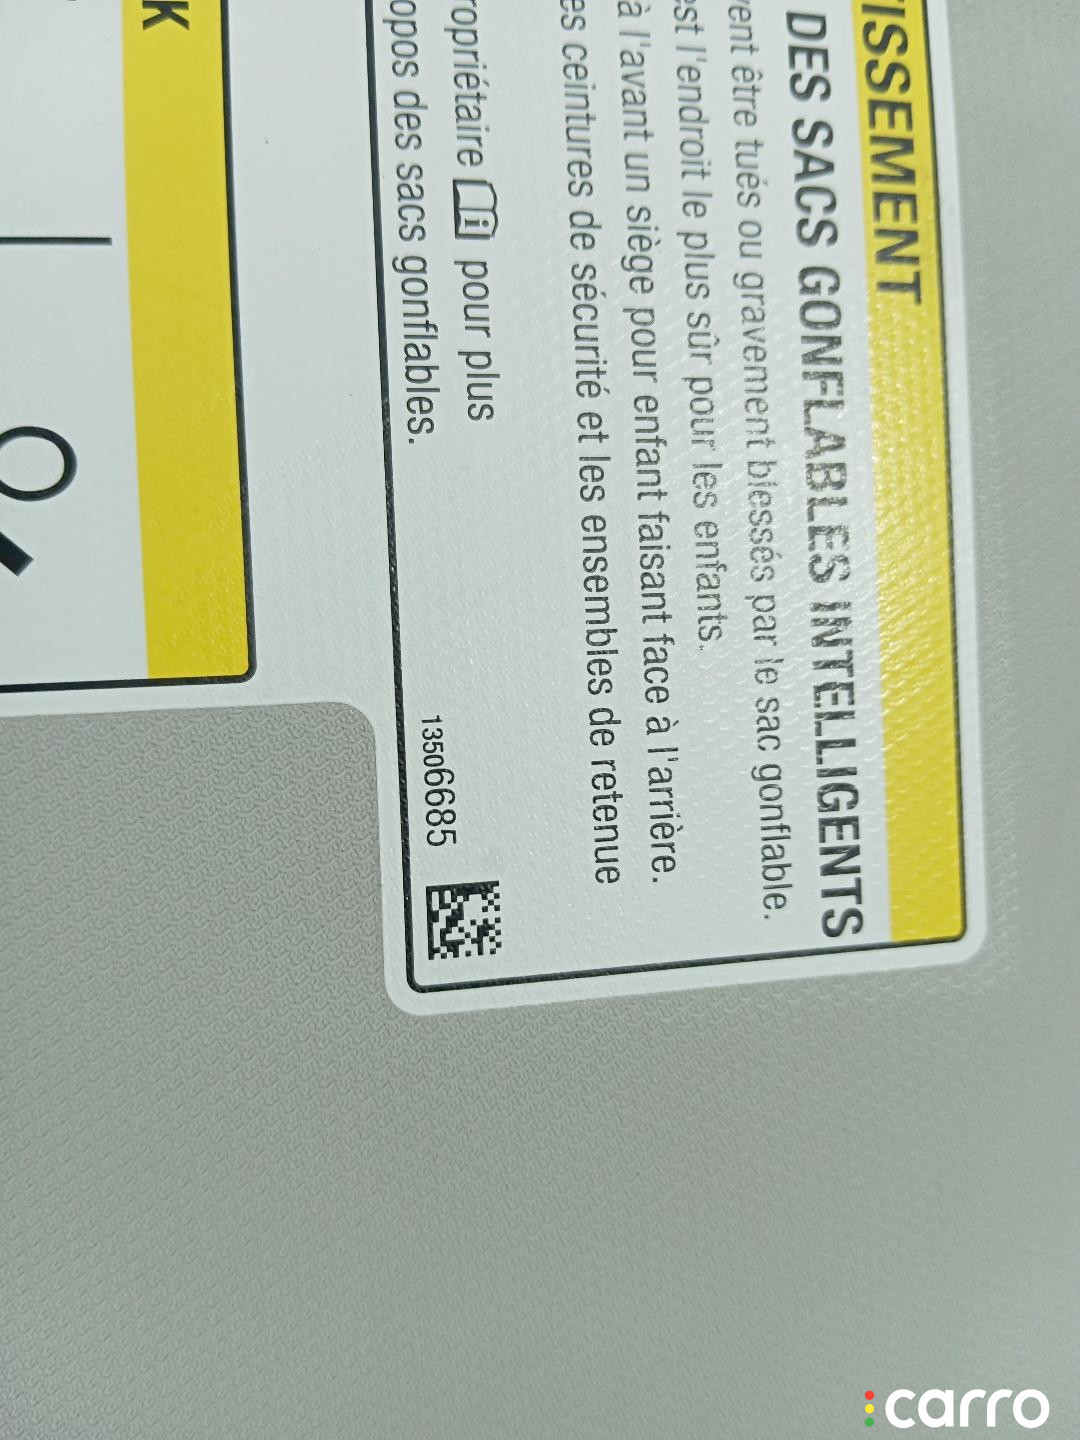 TISSEMENT
DES SACS GONFLABLES INTELLIGENTS
vent être tués ou gravement blessés par le sac gonflable.
est l'endroit le plus sûr pour les enfants.
à l'avant un siège pour enfant faisant face à l'arrière.
es ceintures de sécurité et les ensembles de retenue
ropriétaire pour plus
opos des sacs gonflables.
13506685
K
carro